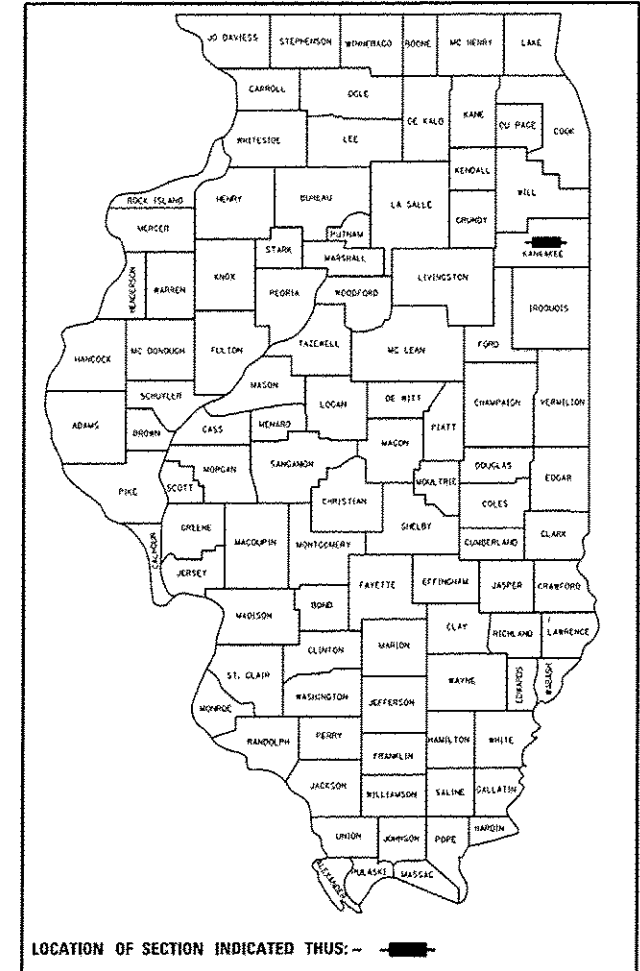 JO DAVIESS STEPHENSON WINNEBAGO BOONE MC HENRY LAKE
CARROLL OGLE DE KALB KANE DU PAGE COOK
WHITESIDE LEE KENDALL WILL
ROCK ISLAND HENRY BUREAU LA SALLE GRUNDY
MERCER PUTNAM KANKAKEE
STARK MARSHALL
HENDERSON WARREN KNOX PEORIA WOODFORD LIVINGSTON IROQUOIS
HANCOCK MC DONOUGH FULTON TAZEWELL MC LEAN FORD
MASON
SCHUYLER LOGAN DE WITT CHAMPAIGN VERMILION
ADAMS BROWN CASS MENARD MACON PIATT
MORGAN SANGAMON DOUGLAS EDGAR
PIKE SCOTT CHRISTIAN MOULTRIE COLES
GREENE MACOUPIN MONTGOMERY SHELBY CUMBERLAND CLARK
CALHOUN JERSEY
FAYETTE EFFINGHAM JASPER CRAWFORD
MADISON BOND
CLINTON MARION CLAY RICHLAND LAWRENCE
ST. CLAIR WASHINGTON JEFFERSON WAYNE EDWARDS WABASH
MONROE
RANDOLPH PERRY FRANKLIN HAMILTON WHITE
JACKSON WILLIAMSON SALINE GALLATIN
UNION JOHNSON POPE HARDIN
ALEXANDER PULASKI MASSAC
LOCATION OF SECTION INDICATED THUS: -